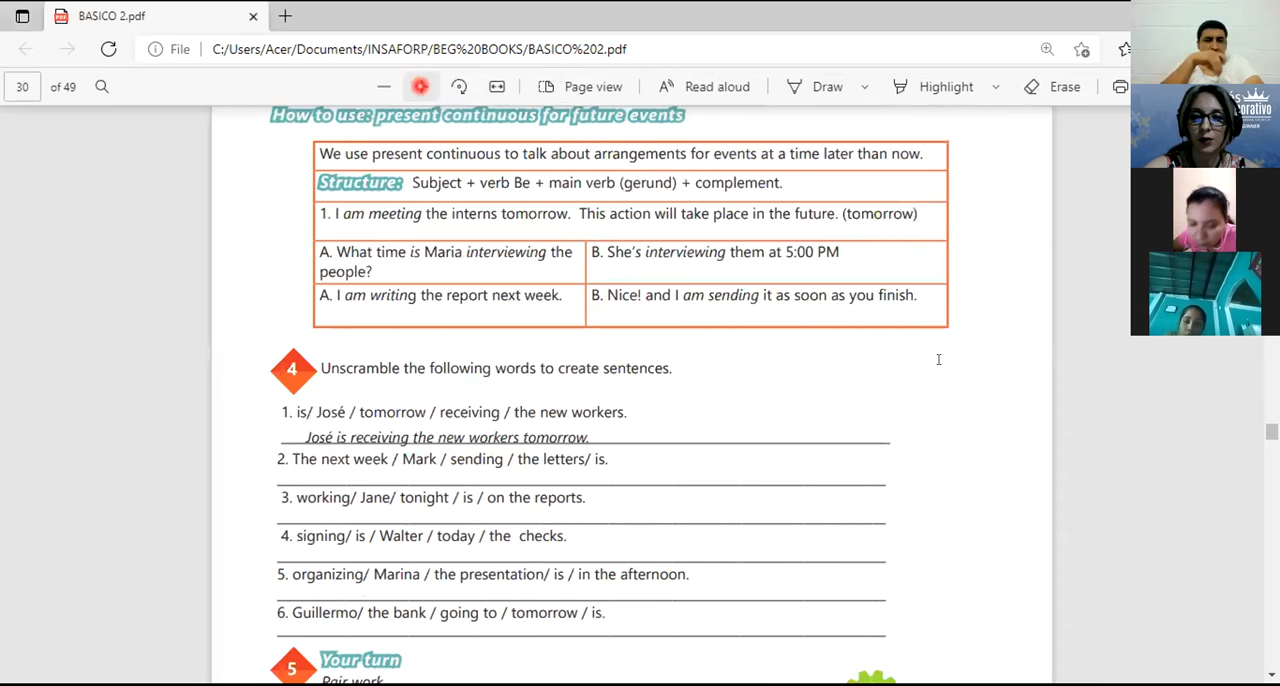 BASICO 2.pdf
File C:/Users/Acer/Documents/INSAFORP/BEG%20BOOKS/BASICO%202.pdf
30 of 49 Page view Read aloud Draw Highlight Erase
How to use: present continuous for future events
We use present continuous to talk about arrangements for events at a time later than now.
Structure: Subject + verb Be + main verb (gerund) + complement.
1. I am meeting the interns tomorrow. This action will take place in the future. (tomorrow)
A. What time is Maria interviewing the people?
B. She's interviewing them at 5:00 PM
A. I am writing the report next week.
B. Nice! and I am sending it as soon as you finish.
4 Unscramble the following words to create sentences.
1. is/ José / tomorrow / receiving / the new workers.
José is receiving the new workers tomorrow.
2. The next week / Mark / sending / the letters/ is.
3. working/ Jane/ tonight / is / on the reports.
4. signing/ is / Walter / today / the checks.
5. organizing/ Marina / the presentation/ is / in the afternoon.
6. Guillermo/ the bank / going to / tomorrow / is.
5 Your turn
Pair work